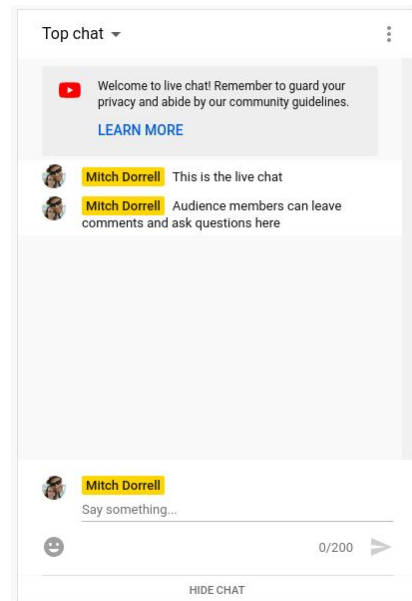 Top chat
Welcome to live chat! Remember to guard your
privacy and abide by our community guidelines.
LEARN MORE
Mitch Dorrell This is the live chat
Mitch Dorrell Audience members can leave
comments and ask questions here
Mitch Dorrell
Say something...
0/200
HIDE CHAT